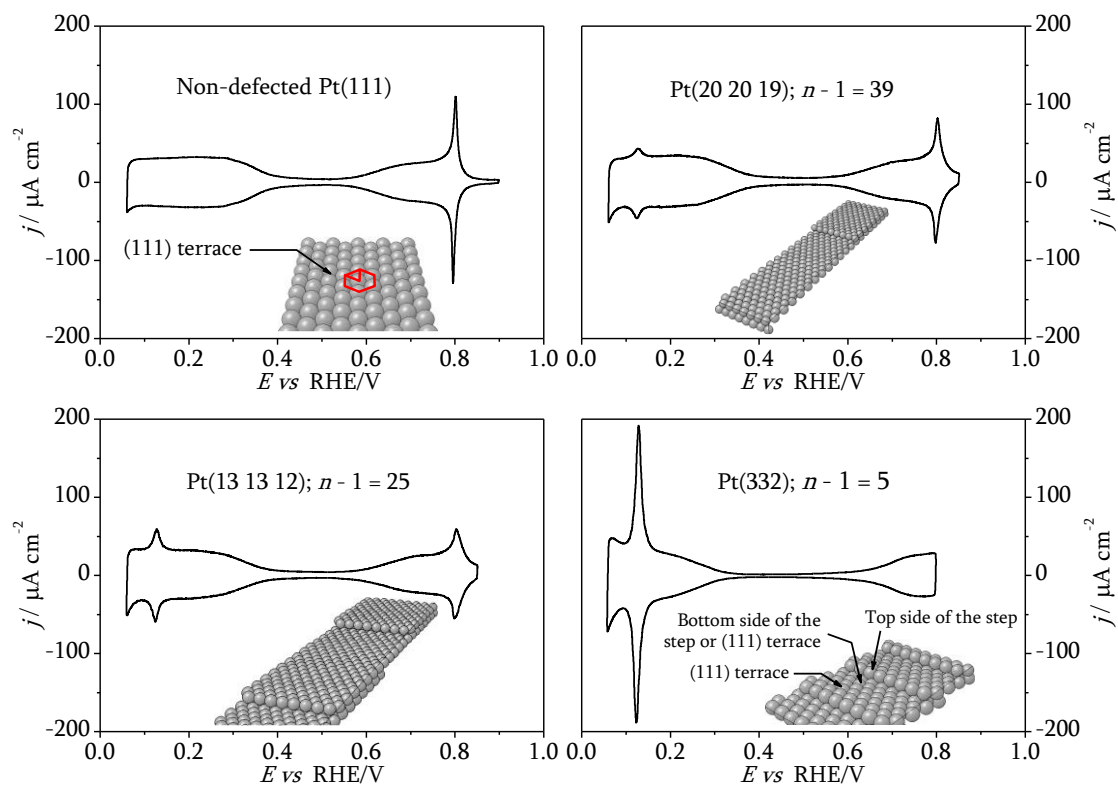 200
100
0
-100
-200
j / µA cm⁻²
Non-defected Pt(111)
(111) terrace
0.0 0.2 0.4 0.6 0.8 1.0
E vs RHE/V
Pt(20 20 19); n - 1 = 39
200
100
0
-100
-200
j / µA cm⁻²
0.0 0.2 0.4 0.6 0.8 1.0
E vs RHE/V
200
100
0
-100
-200
j / µA cm⁻²
Pt(13 13 12); n - 1 = 25
0.0 0.2 0.4 0.6 0.8 1.0
E vs RHE/V
Pt(332); n - 1 = 5
Bottom side of the
step or (111) terrace
Top side of the step
(111) terrace
200
100
0
-100
-200
j / µA cm⁻²
0.0 0.2 0.4 0.6 0.8 1.0
E vs RHE/V